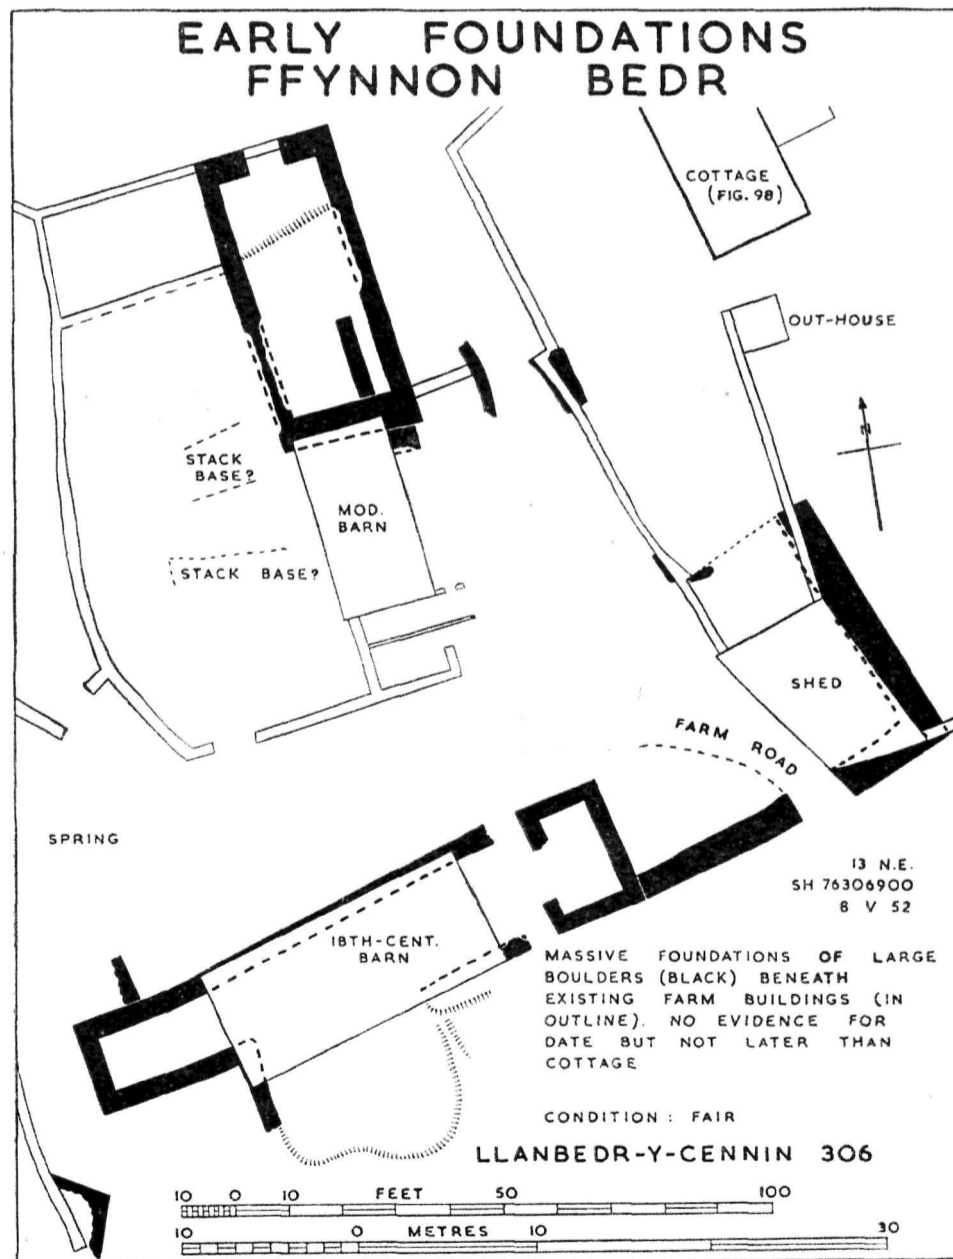 EARLY FOUNDATIONS
FFYNNON BEDR
COTTAGE
(FIG. 98)
OUT-HOUSE
N
STACK
BASE?
MOD.
BARN
STACK BASE?
SHED
FARM ROAD
SPRING
13 N.E.
SH 76306900
8 V 52
18TH-CENT.
BARN
MASSIVE FOUNDATIONS OF LARGE
BOULDERS (BLACK) BENEATH
EXISTING FARM BUILDINGS (IN
OUTLINE). NO EVIDENCE FOR
DATE BUT NOT LATER THAN
COTTAGE
CONDITION : FAIR
LLANBEDR-Y-CENNIN 306
10 0 10 FEET 50 100
10 0 METRES 10 30